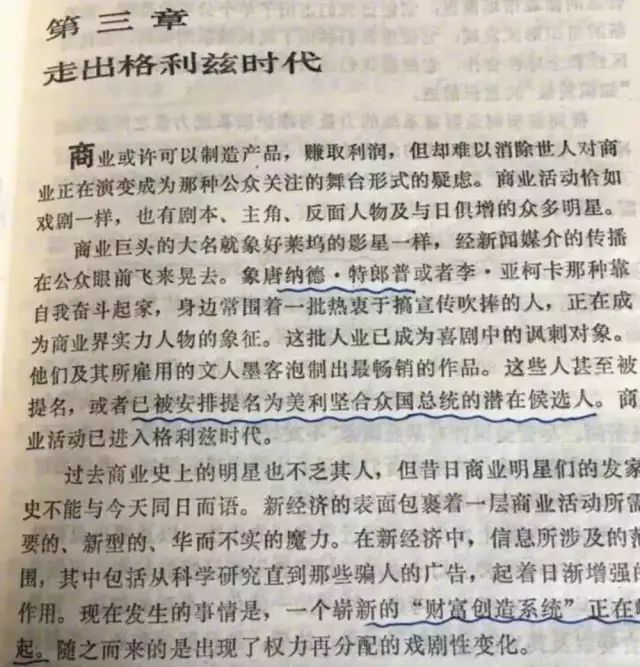 第三章
走出格利兹时代
商业或许可以制造产品，赚取利润，但却难以消除世人对商
业正在演变成为那种公众关注的舞台形式的疑虑。商业活动恰如
戏剧一样，也有剧本、主角、反面人物及与日俱增的众多明星。
商业巨头的大名就象好莱坞的影星一样，经新闻媒介的传播
在公众眼前飞来晃去。象唐纳德·特郎普或者李·亚柯卡那种靠
自我奋斗起家，身边常围着一批热衷于搞宣传吹捧的人，正在成
为商业界实力人物的象征。这批人业已成为喜剧中的讽刺对象。
他们及其所雇用的文人墨客泡制出最畅销的作品。这些人甚至被
提名，或者已被安排提名为美利坚合众国总统的潜在候选人。商
业活动已进入格利兹时代。
过去商业史上的明星也不乏其人，但昔日商业明星们的发家
史不能与今天同日而语。新经济的表面包裹着一层商业活动所需
要的、新型的、华而不实的魔力。在新经济中，信息所涉及的范
围，其中包括从科学研究直到那些骗人的广告，起着日渐增强的
作用。现在发生的事情是，一个崭新的“财富创造系统”正在
起。随之而来的是出现了权力再分配的戏剧性变化。